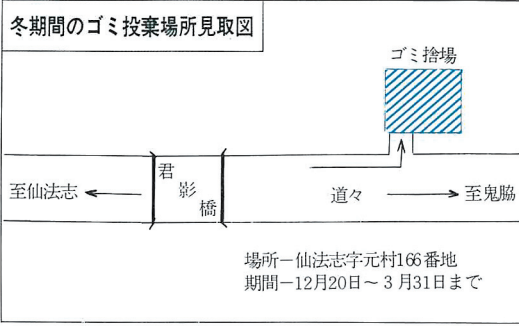 冬期間のゴミ投棄場所見取図
ゴミ捨場
至仙法志
君影橋
道々
至鬼脇
場所－仙法志字元村166番地
期間－12月20日～3月31日まで